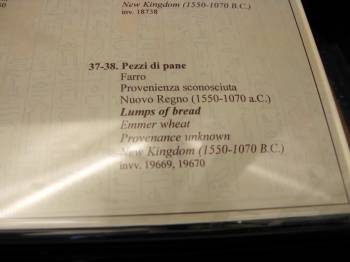 New Kingdom (1550-1070 B.C.)
inv. 18738
37-38. Pezzi di pane
Farro
Provenienza sconosciuta
Nuovo Regno (1550-1070 a.C.)
Lumps of bread
Emmer wheat
Provenance unknown
New Kingdom (1550-1070 B.C.)
invv. 19669, 19670